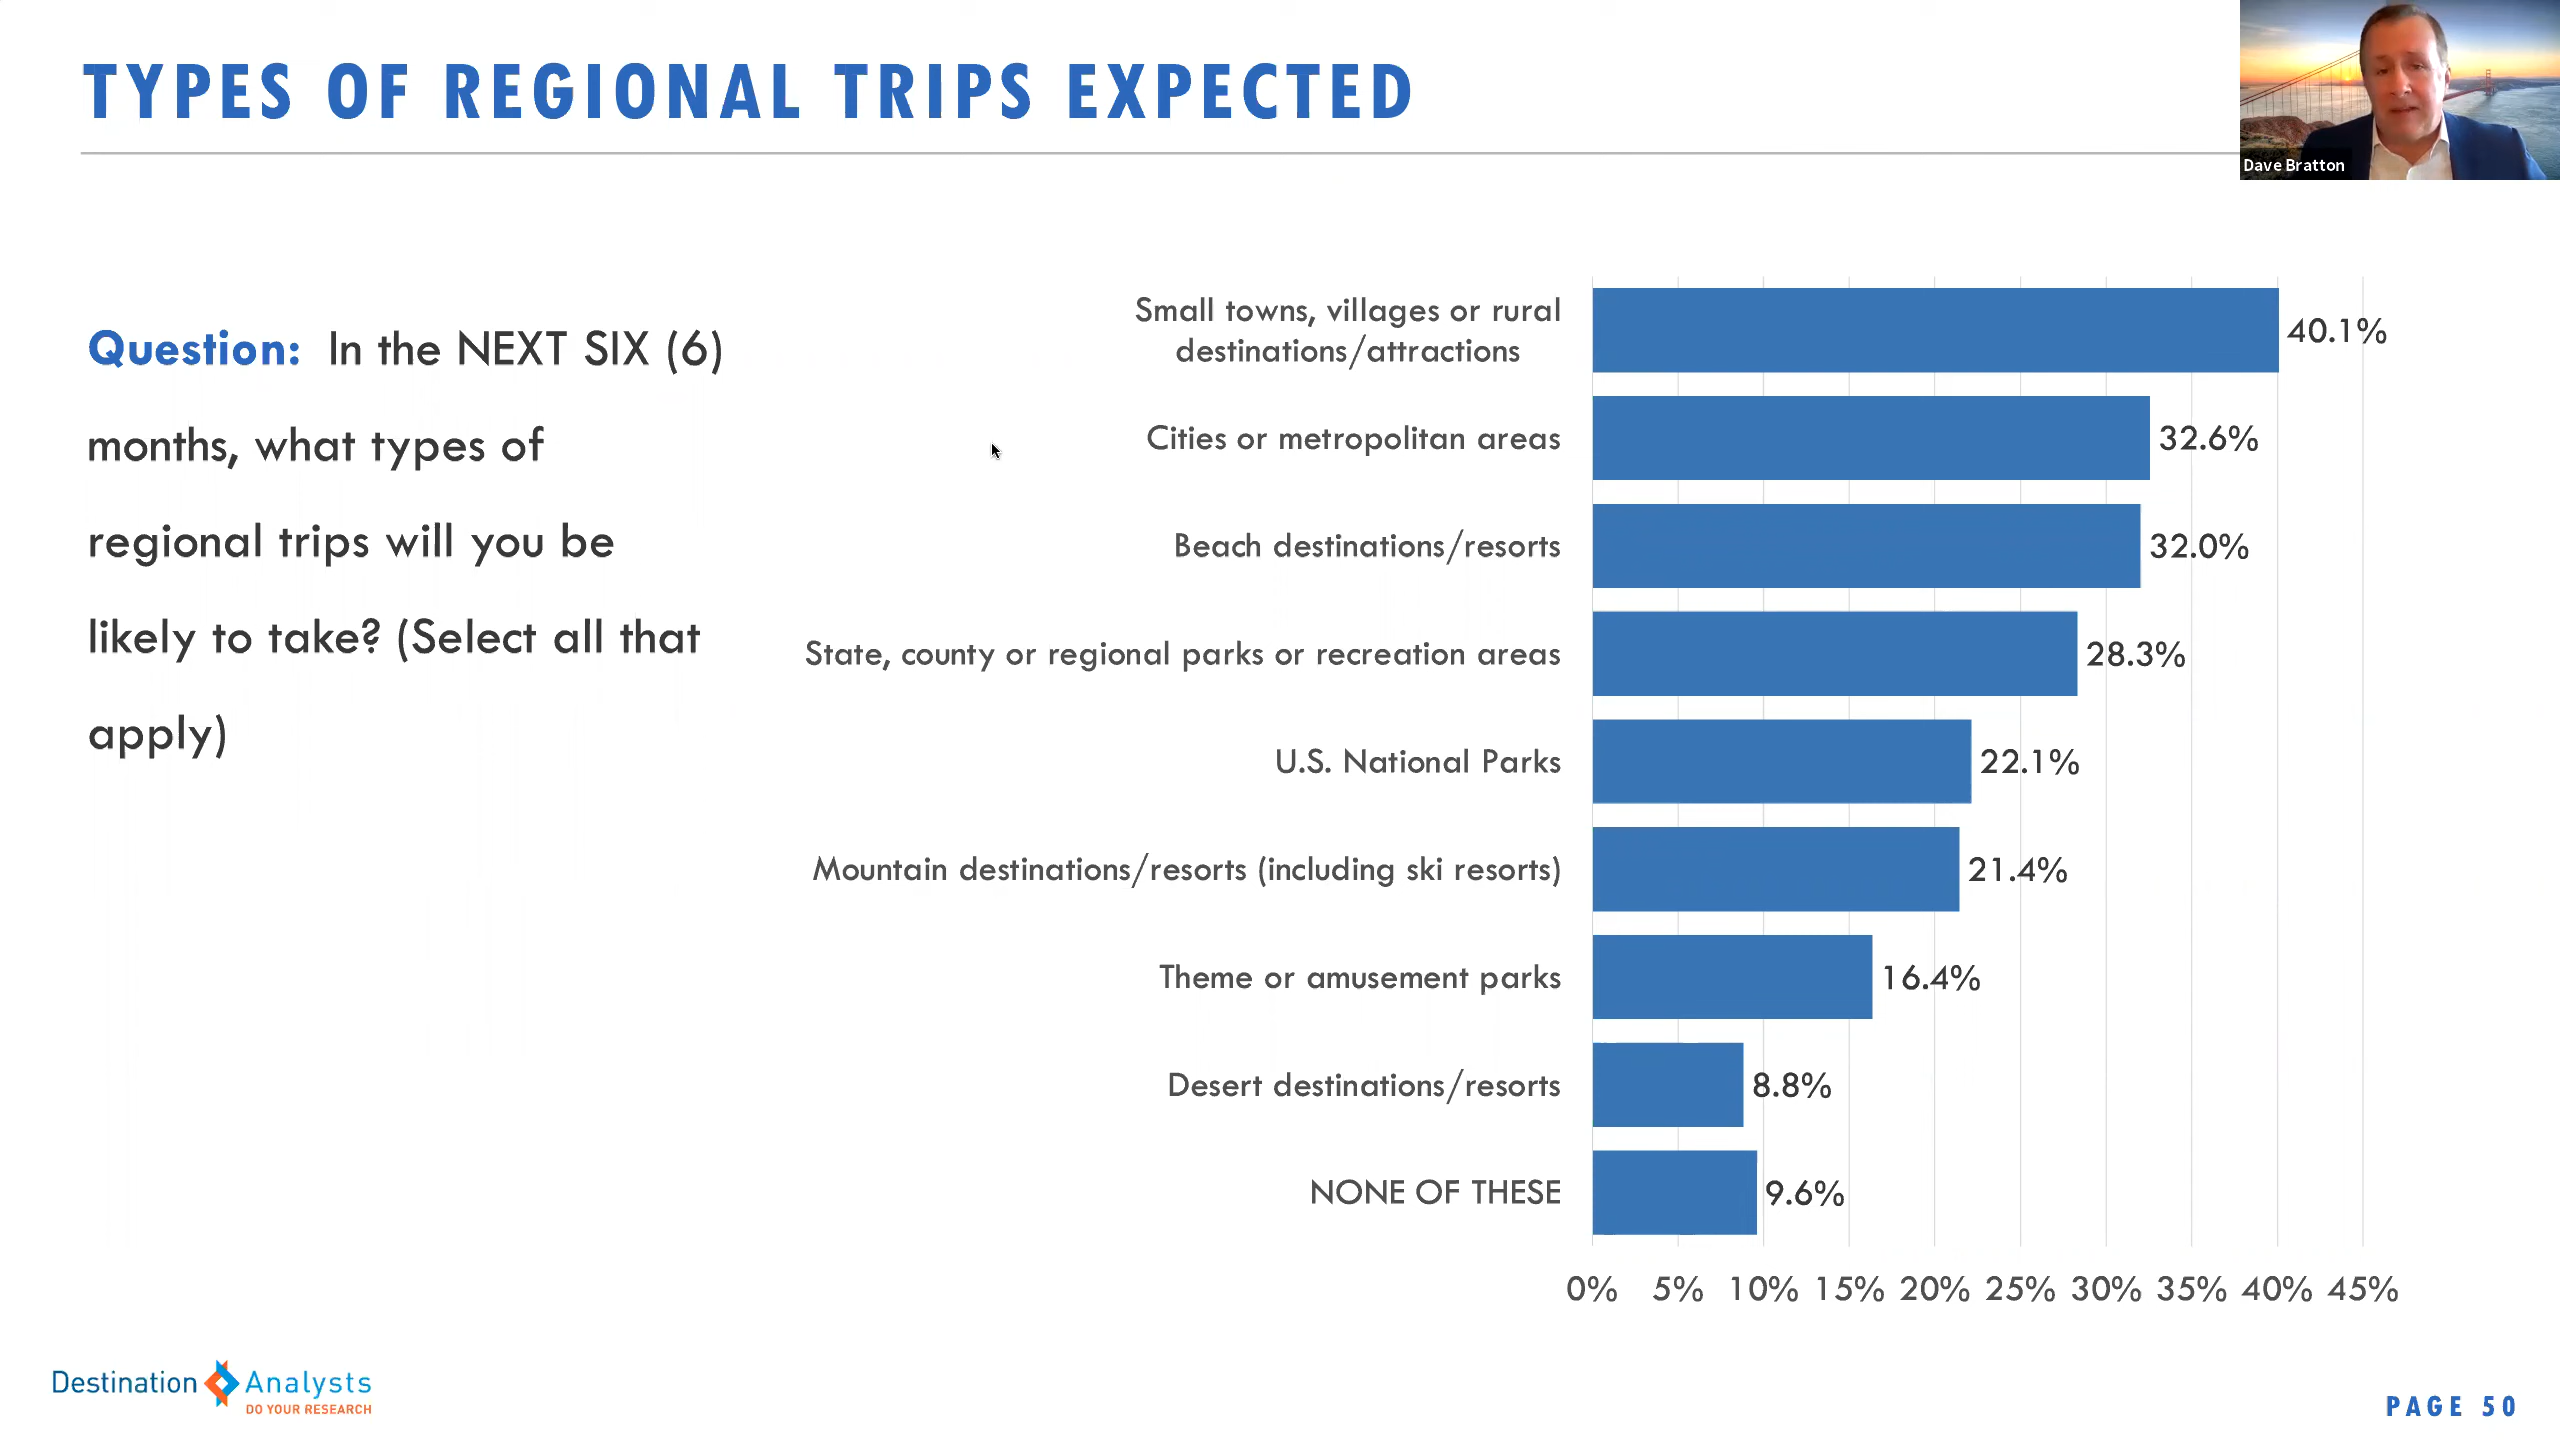 TYPES OF REGIONAL TRIPS EXPECTED
Dave Bratton
Question: In the NEXT SIX (6)
months, what types of
regional trips will you be
likely to take? (Select all that
apply)
Small towns, villages or rural
destinations/attractions
40.1%
Cities or metropolitan areas
32.6%
Beach destinations/resorts
32.0%
State, county or regional parks or recreation areas
28.3%
U.S. National Parks
22.1%
Mountain destinations/resorts (including ski resorts)
21.4%
Theme or amusement parks
16.4%
Desert destinations/resorts
8.8%
NONE OF THESE
9.6%
0% 5% 10% 15% 20% 25% 30% 35% 40% 45%
Destination Analysts
DO YOUR RESEARCH
PAGE 50